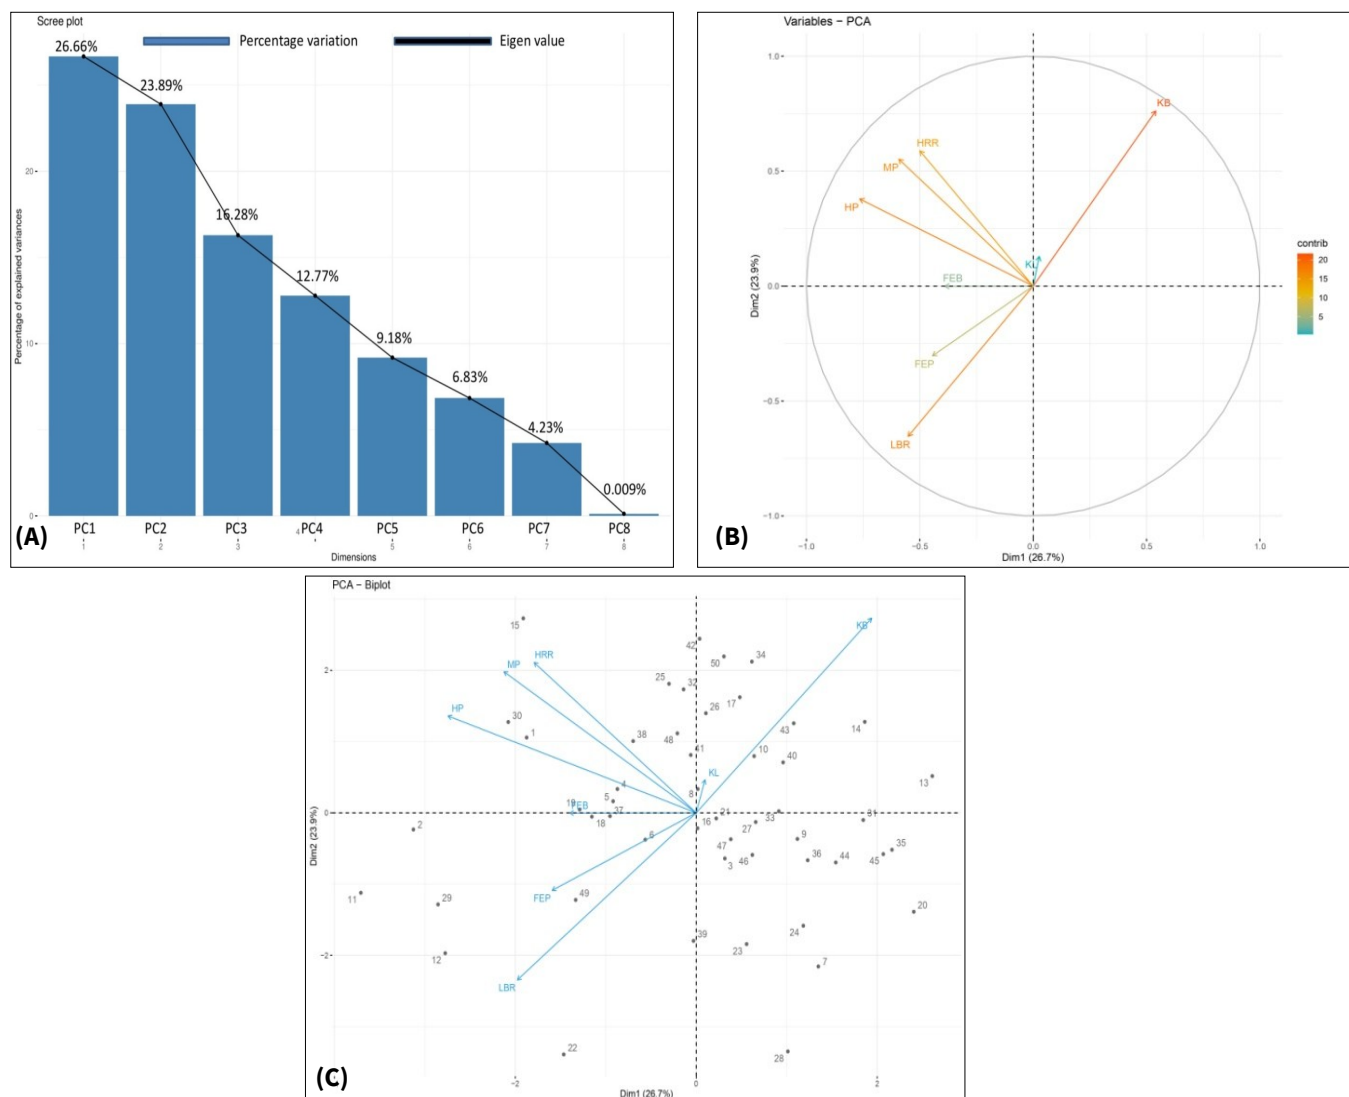 Scree plot
Percentage variation Eigen value
26.66%
23.89%
16.28%
12.77%
9.18%
6.83%
4.23%
0.009%
Percentage of explained variances
20
10
0
PC1 PC2 PC3 PC4 PC5 PC6 PC7 PC8
1 2 3 4 5 6 7 8
Dimensions
(A)
Variables − PCA
1.0
0.5
0.0
−0.5
−1.0
Dim2 (23.9%)
KB
HRR
MP
HP
KL
FEB
FEP
LBR
−1.0 −0.5 0.0 0.5 1.0
Dim1 (26.7%)
contrib
20
15
10
5
(B)
PCA − Biplot
2
0
−2
Dim2 (23.9%)
15
KB
42
HRR
34
MP
50
25
32
17
HP
26
30
14
43
1
38
48
41
10
40
KL
13
4
8
5
19
FEB
37
21
31
33
18
16
2
27
9
6
47
35
36
44
46
45
3
11
49
FEP
29
20
39
24
23
12
7
LBR
22
28
−2 0 2
Dim1 (26.7%)
(C)